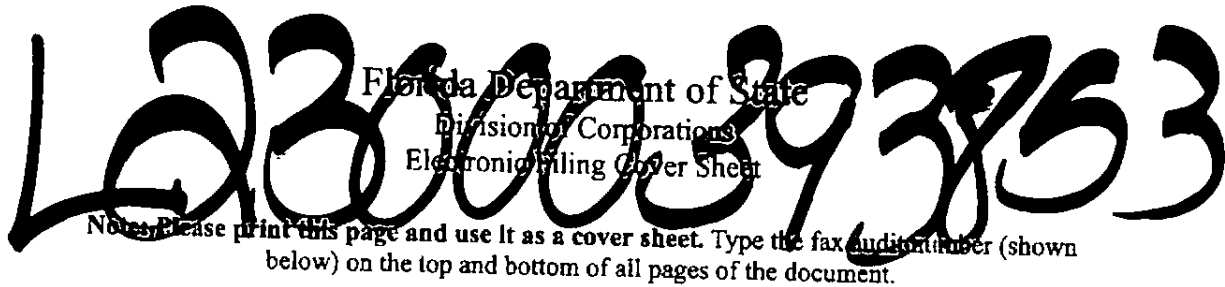 L23000393853
Florida Department of State
Division of Corporations
Electronic Filing Cover Sheet
Note: Please print this page and use it as a cover sheet. Type the fax audit number (shown
below) on the top and bottom of all pages of the document.